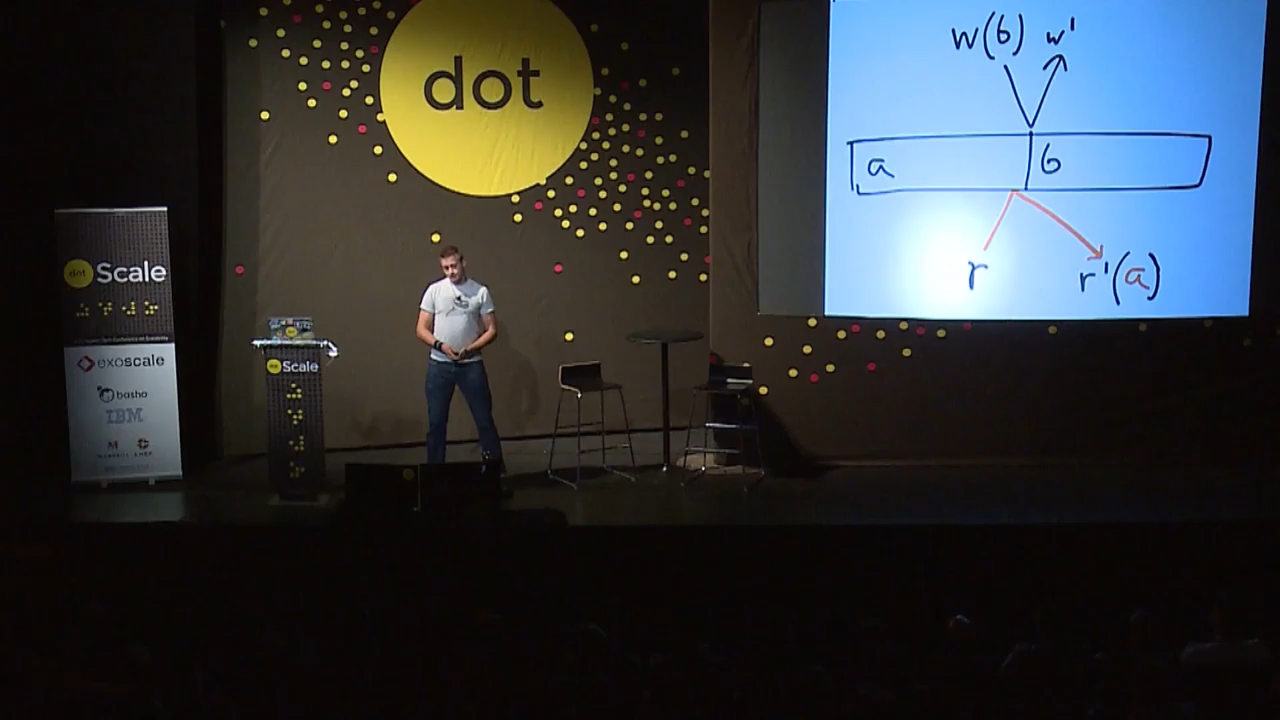 dot
w(b) w'
a b
r r'(a)
dot Scale
exoscale
basho
IBM
dot Scale